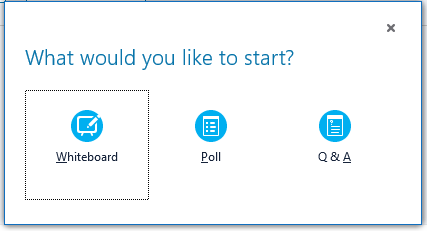 What would you like to start?
Whiteboard
Poll
Q & A